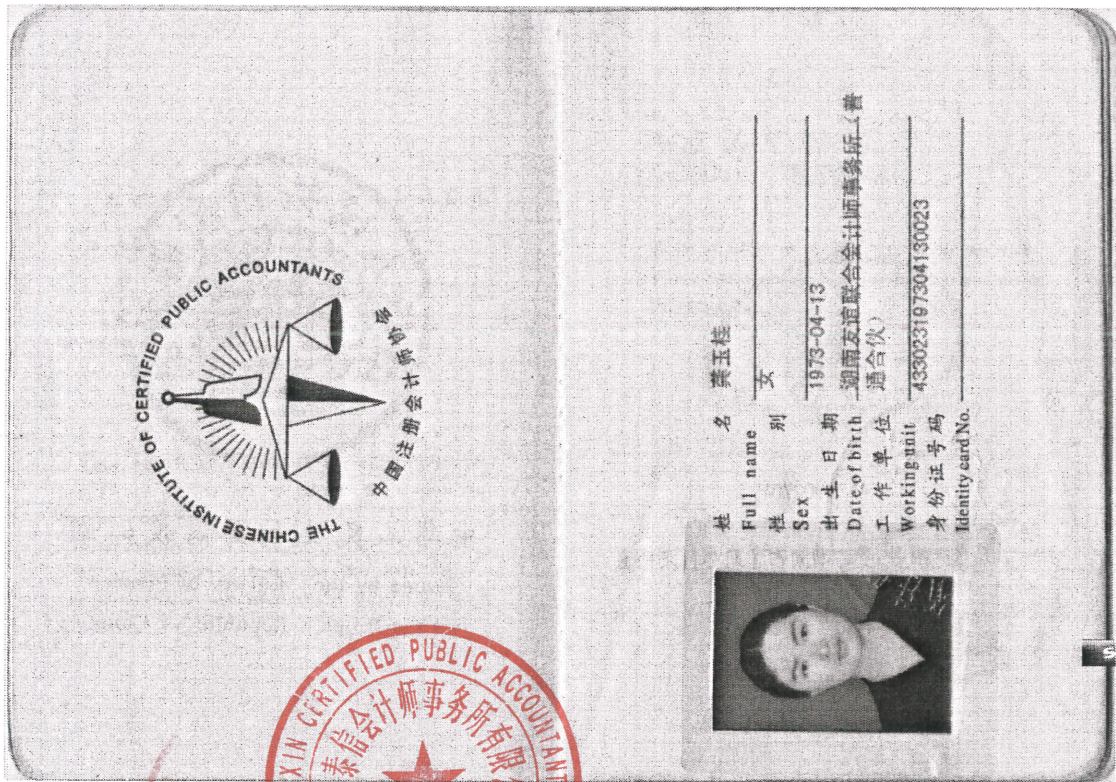 THE CHINESE INSTITUTE OF CERTIFIED PUBLIC ACCOUNTANTS
中国注册会计师协会
XIN CERTIFIED PUBLIC ACCOUNTANT
泰信会计师事务所有限
姓 名 龚玉桂
Full name
性 别 女
Sex
出生日期 1973-04-13
Date of birth
工作单位 湖南友谊联合会计师事务所（普
通合伙）
Working unit
身份证号码 433023197304130023
Identity card No.